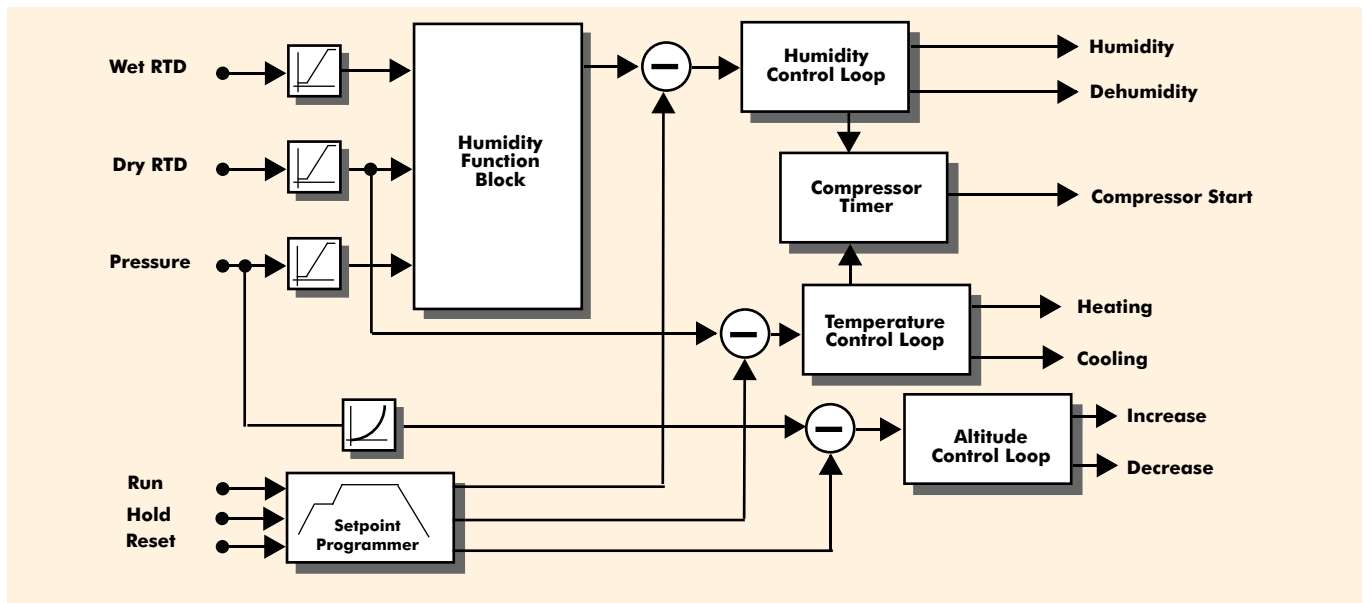 Wet RTD
Dry RTD
Pressure
Run
Hold
Reset
Humidity
Function
Block
Setpoint
Programmer
Humidity
Control Loop
Compressor
Timer
Temperature
Control Loop
Altitude
Control Loop
Humidity
Dehumidity
Compressor Start
Heating
Cooling
Increase
Decrease